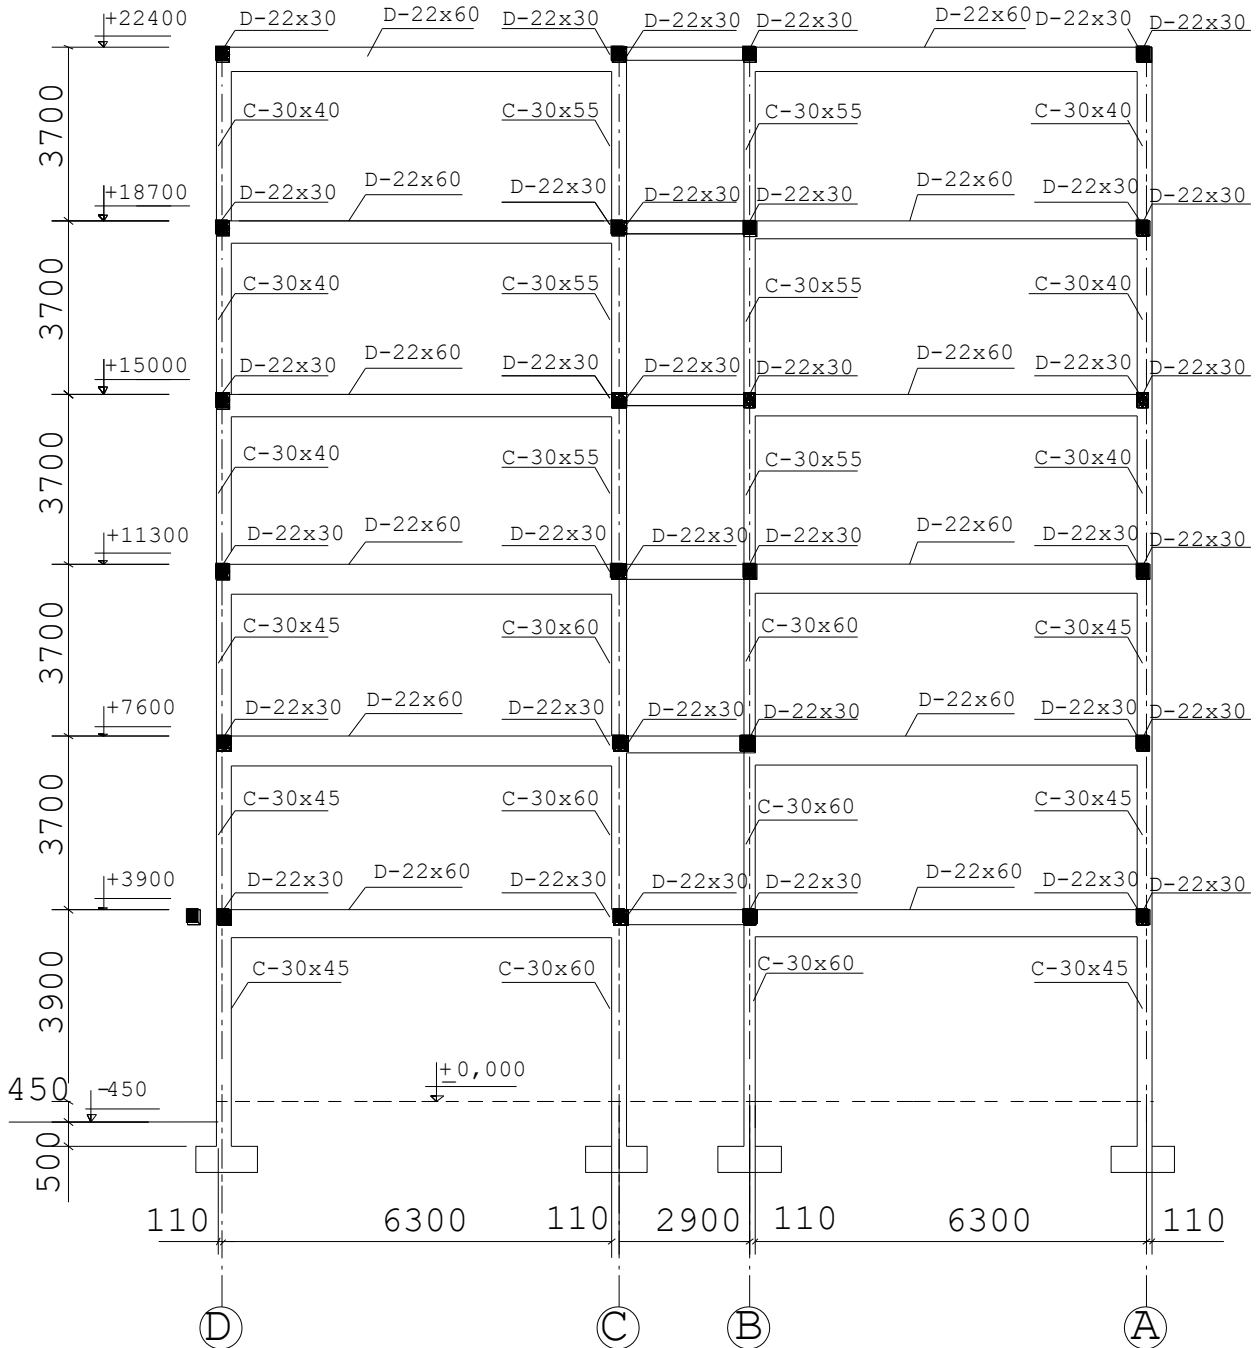 +22400 D-22x30 D-22x60 D-22x30 D-22x30 D-22x30 D-22x60 D-22x30 D-22x30
3700 C-30x40 C-30x55 C-30x55 C-30x40
+18700 D-22x30 D-22x60 D-22x30 D-22x30 D-22x30 D-22x60 D-22x30 D-22x30
3700 C-30x40 C-30x55 C-30x55 C-30x40
+15000 D-22x30 D-22x60 D-22x30 D-22x30 D-22x30 D-22x60 D-22x30 D-22x30
3700 C-30x40 C-30x55 C-30x55 C-30x40
+11300 D-22x30 D-22x60 D-22x30 D-22x30 D-22x30 D-22x60 D-22x30 D-22x30
3700 C-30x45 C-30x60 C-30x60 C-30x45
+7600 D-22x30 D-22x60 D-22x30 D-22x30 D-22x30 D-22x60 D-22x30 D-22x30
3700 C-30x45 C-30x60 C-30x60 C-30x45
+3900 D-22x30 D-22x60 D-22x30 D-22x30 D-22x30 D-22x60 D-22x30 D-22x30
3900 C-30x45 C-30x60 C-30x60 C-30x45
±0,000
450 -450
500
110 6300 110 2900 110 6300 110
D C B A